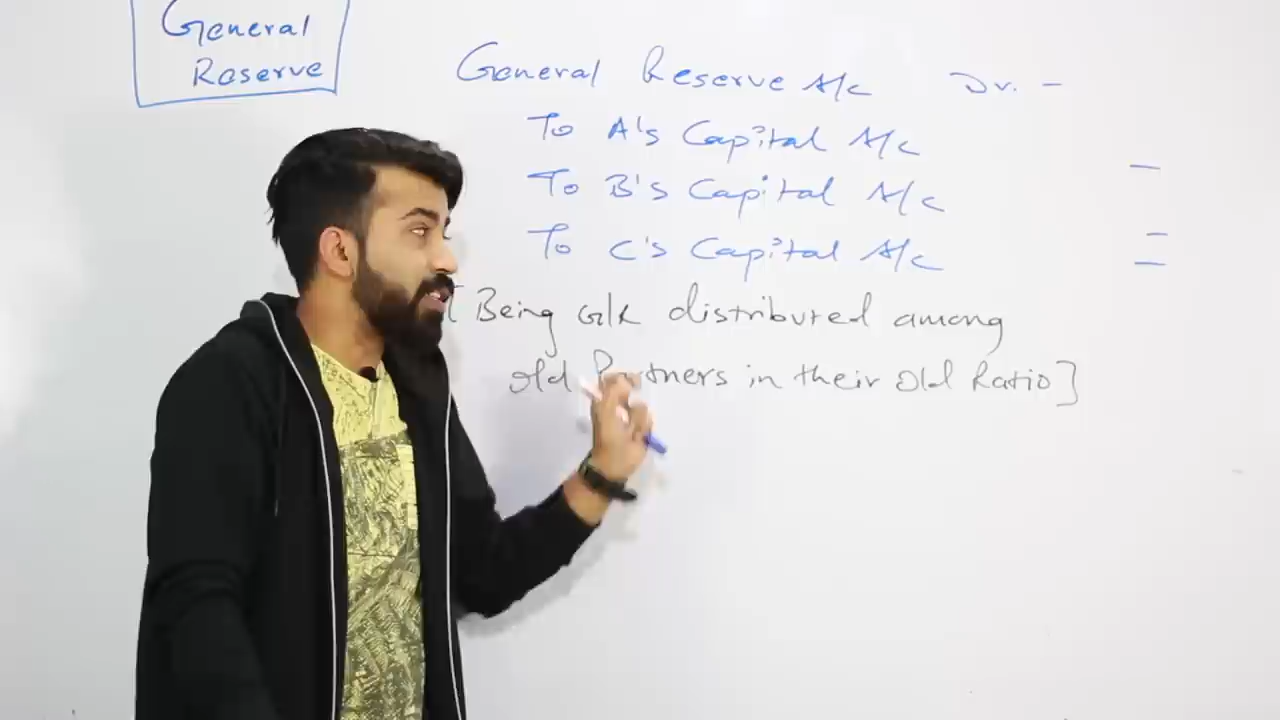 General
Reserve
General Reserve A/c Dr. -
To A's Capital A/c -
To B's Capital A/c -
To C's Capital A/c -
[Being G/R distributed among
old Partners in their Old Ratio]